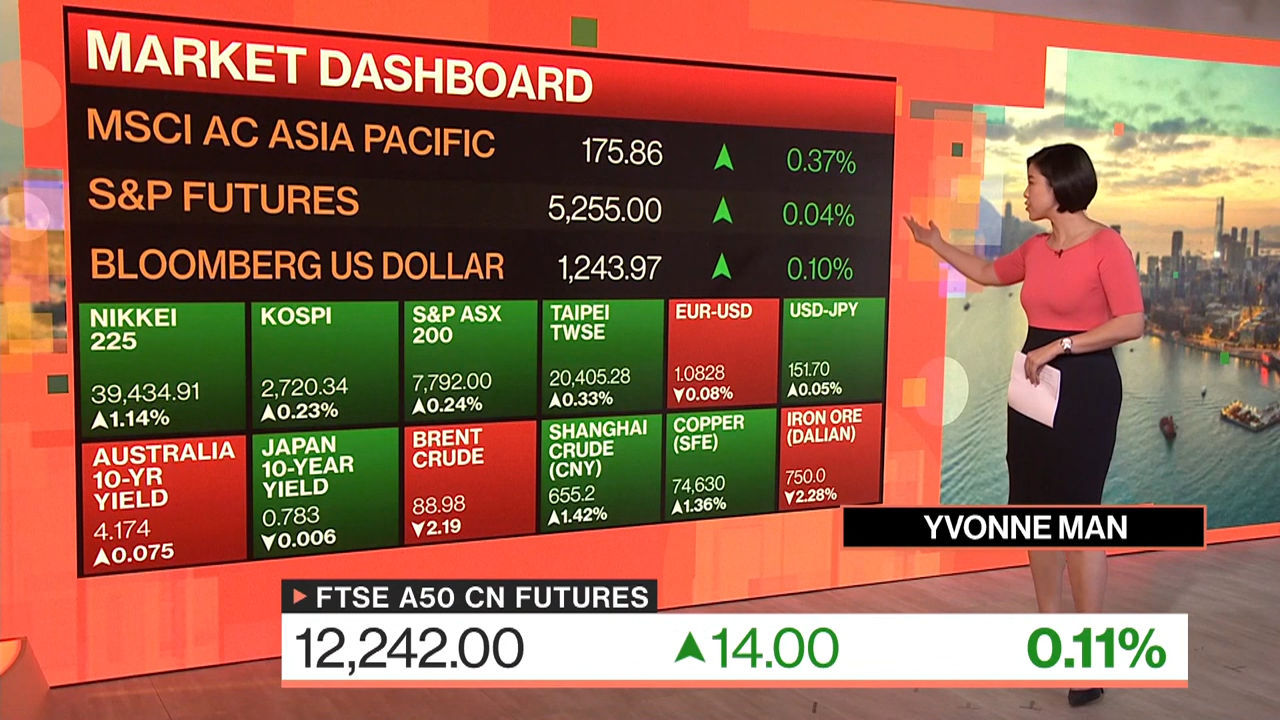 MARKET DASHBOARD
MSCI AC ASIA PACIFIC 175.86 ▲ 0.37%
S&P FUTURES 5,255.00 ▲ 0.04%
BLOOMBERG US DOLLAR 1,243.97 ▲ 0.10%
NIKKEI
225
39,434.91
▲1.14%
KOSPI
2,720.34
▲0.23%
S&P ASX
200
7,792.00
▲0.24%
TAIPEI
TWSE
20,405.28
▲0.33%
EUR-USD
1.0828
▼0.08%
USD-JPY
151.70
▲0.05%
AUSTRALIA
10-YR
YIELD
4.174
▲0.075
JAPAN
10-YEAR
YIELD
0.783
▼0.006
BRENT
CRUDE
88.98
▼2.19
SHANGHAI
CRUDE
(CNY)
655.2
▲1.42%
COPPER
(SFE)
74,630
▲1.36%
IRON ORE
(DALIAN)
750.0
▼2.28%
YVONNE MAN
FTSE A50 CN FUTURES
12,242.00 ▲14.00 0.11%